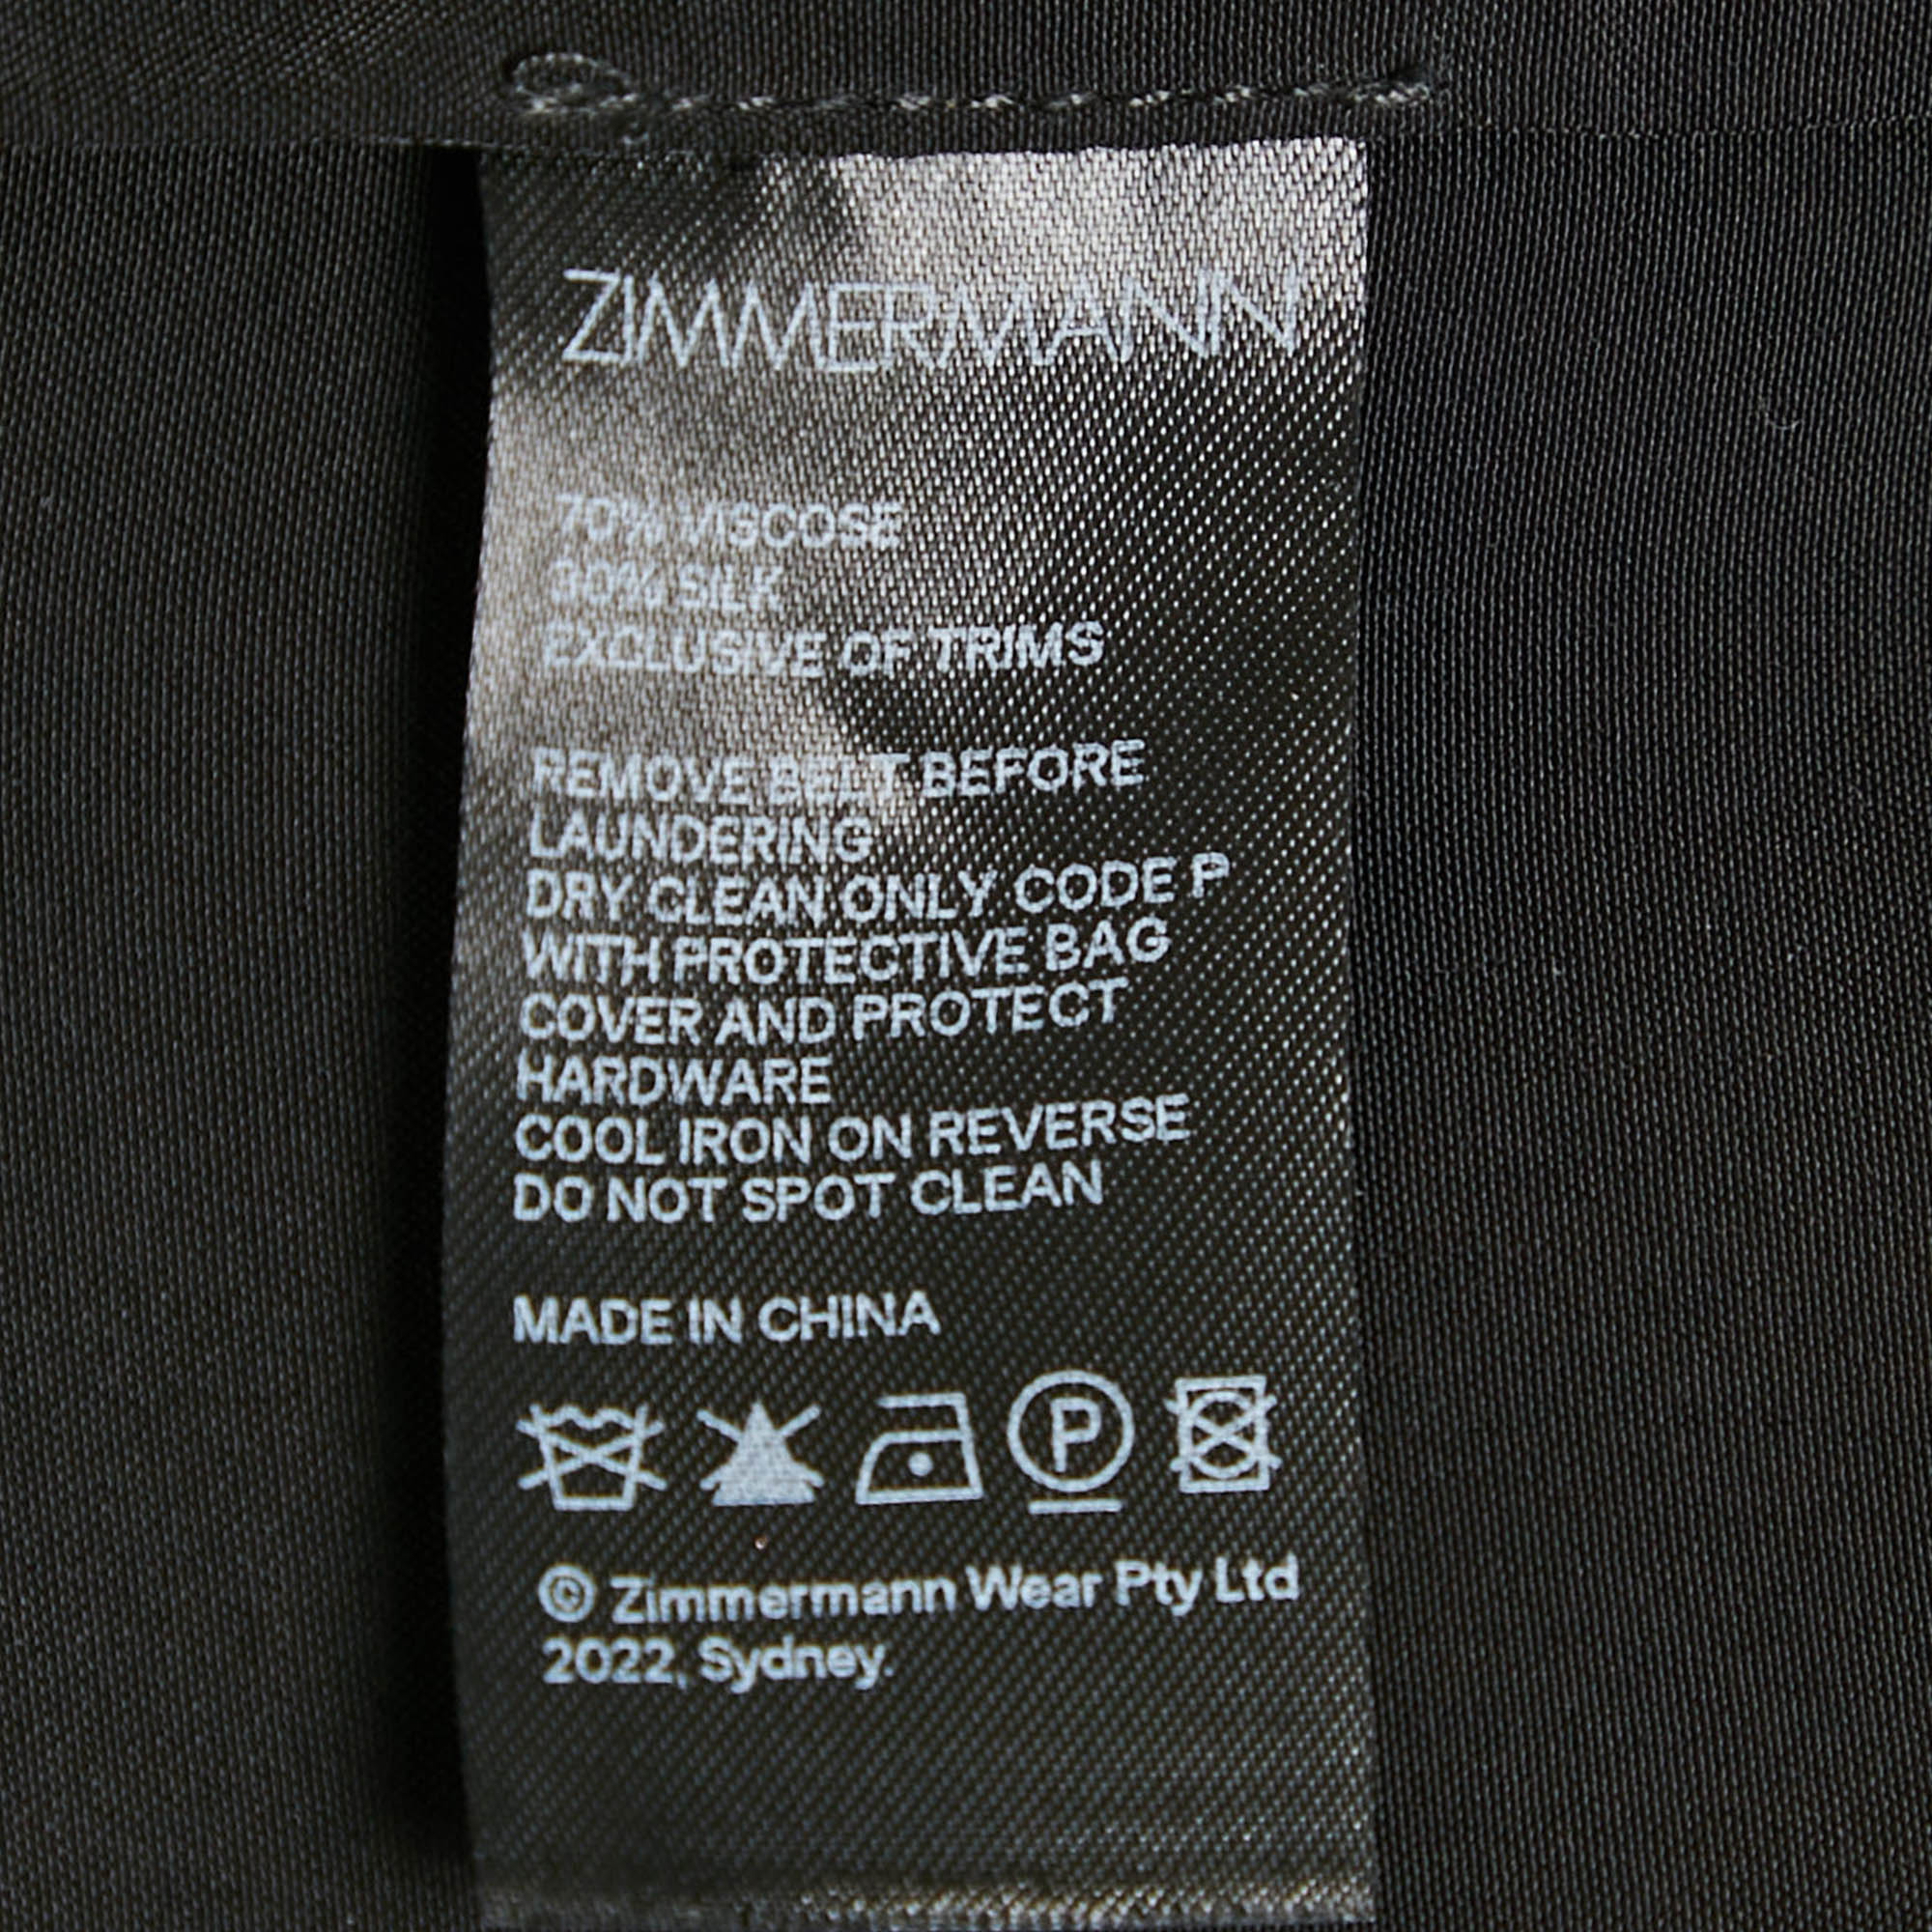 ZIMMERMANN
70% VISCOSE
30% SILK
EXCLUSIVE OF TRIMS
REMOVE BELT BEFORE
LAUNDERING
DRY CLEAN ONLY CODE P
WITH PROTECTIVE BAG
COVER AND PROTECT
HARDWARE
COOL IRON ON REVERSE
DO NOT SPOT CLEAN
MADE IN CHINA
P
© Zimmermann Wear Pty Ltd
2022, Sydney.